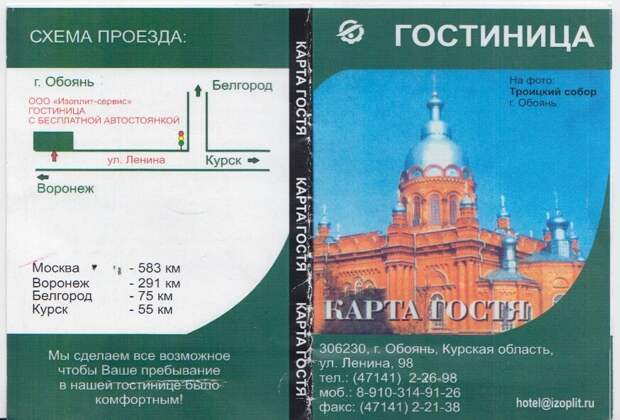 СХЕМА ПРОЕЗДА:
г. Обоянь
Белгород
ООО «Изоплит-сервис»
ГОСТИНИЦА
С БЕСПЛАТНОЙ АВТОСТОЯНКОЙ
ул. Ленина
Курск
Воронеж
Москва - 583 км
Воронеж - 291 км
Белгород - 75 км
Курск - 55 км
Мы сделаем все возможное
чтобы Ваше пребывание
в нашей гостинице было
комфортным!
КАРТА ГОСТЯ
КАРТА ГОСТЯ
КАРТА ГОСТЯ
ГОСТИНИЦА
На фото:
Троицкий собор
г. Обоянь
КАРТА ГОСТЯ
306230, г. Обоянь, Курская область,
ул. Ленина, 98
тел.: (47141) 2-26-98
моб.: 8-910-314-91-26
факс: (47141) 2-21-38
hotel@izoplit.ru